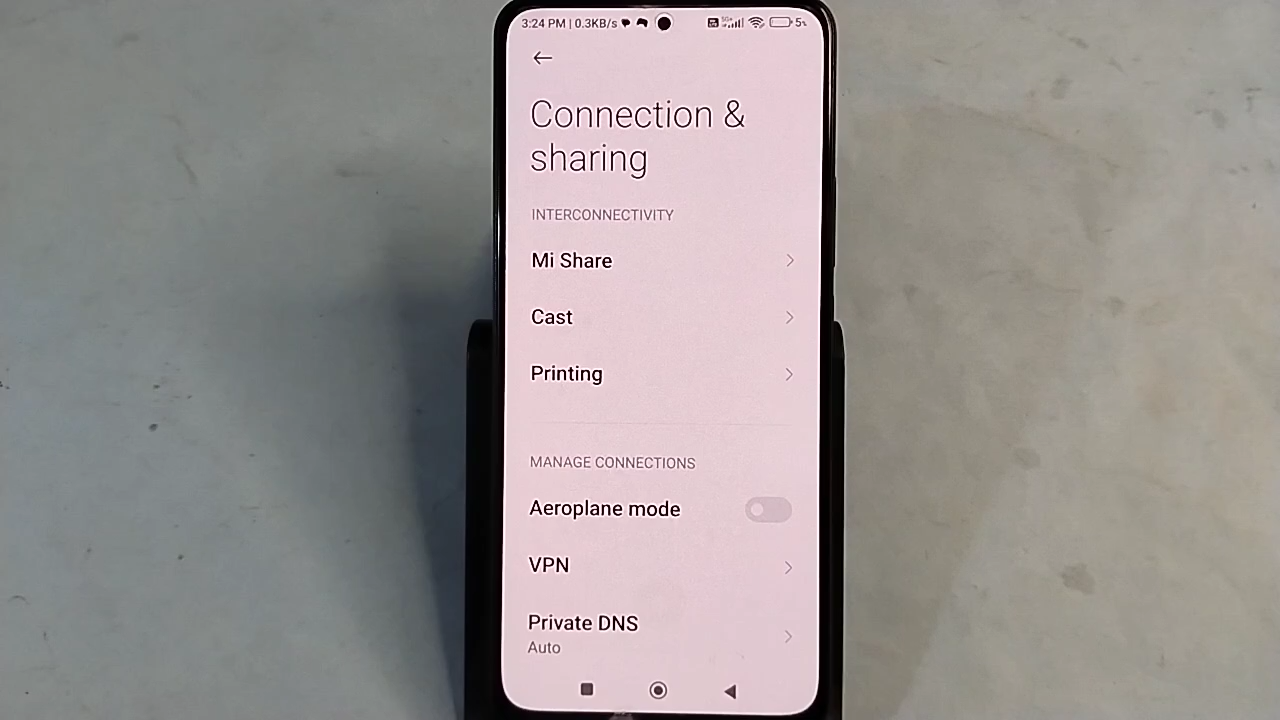 3:24 PM | 0.3KB/s 5%
Connection &
sharing
INTERCONNECTIVITY
Mi Share
Cast
Printing
MANAGE CONNECTIONS
Aeroplane mode
VPN
Private DNS
Auto